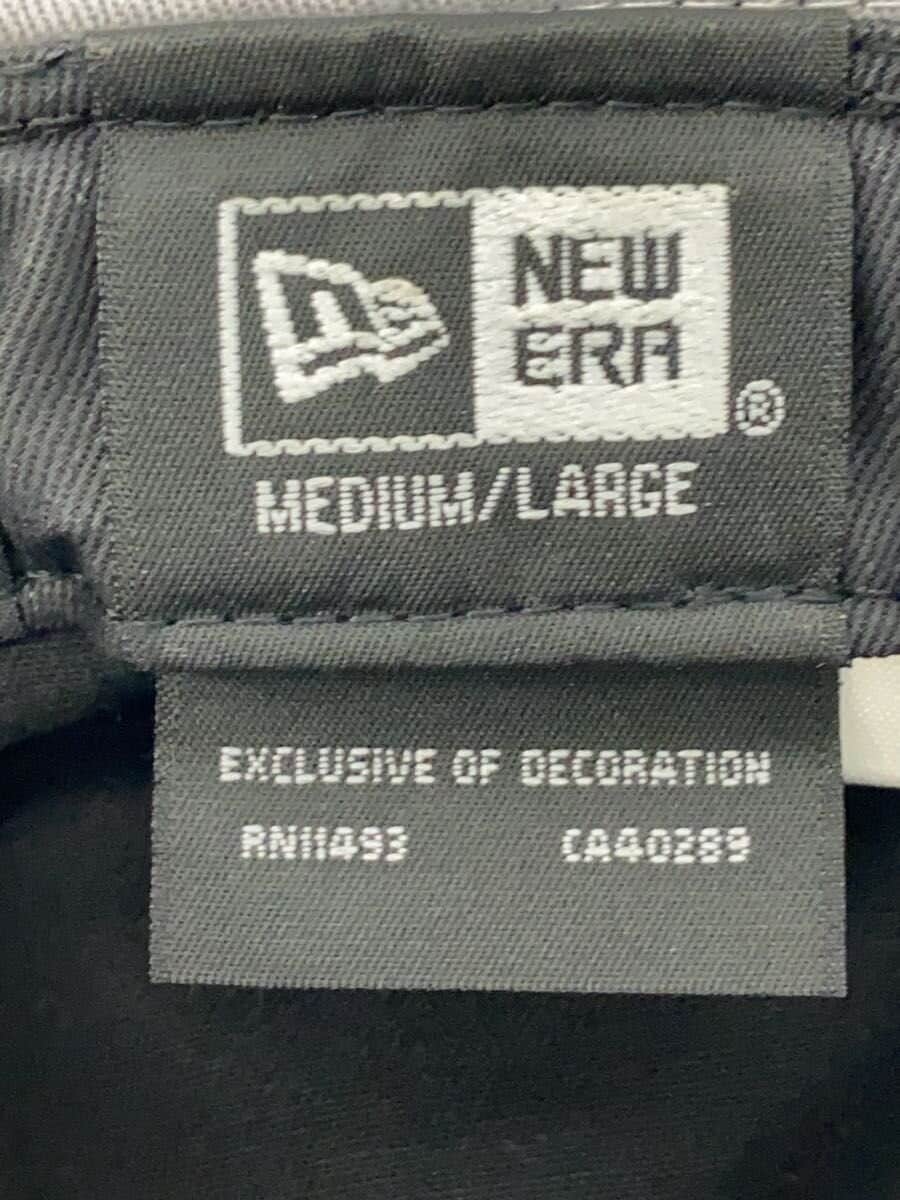 NEW
ERA
®
MEDIUM/LARGE
EXCLUSIVE OF DECORATION
RN11493 CA40289